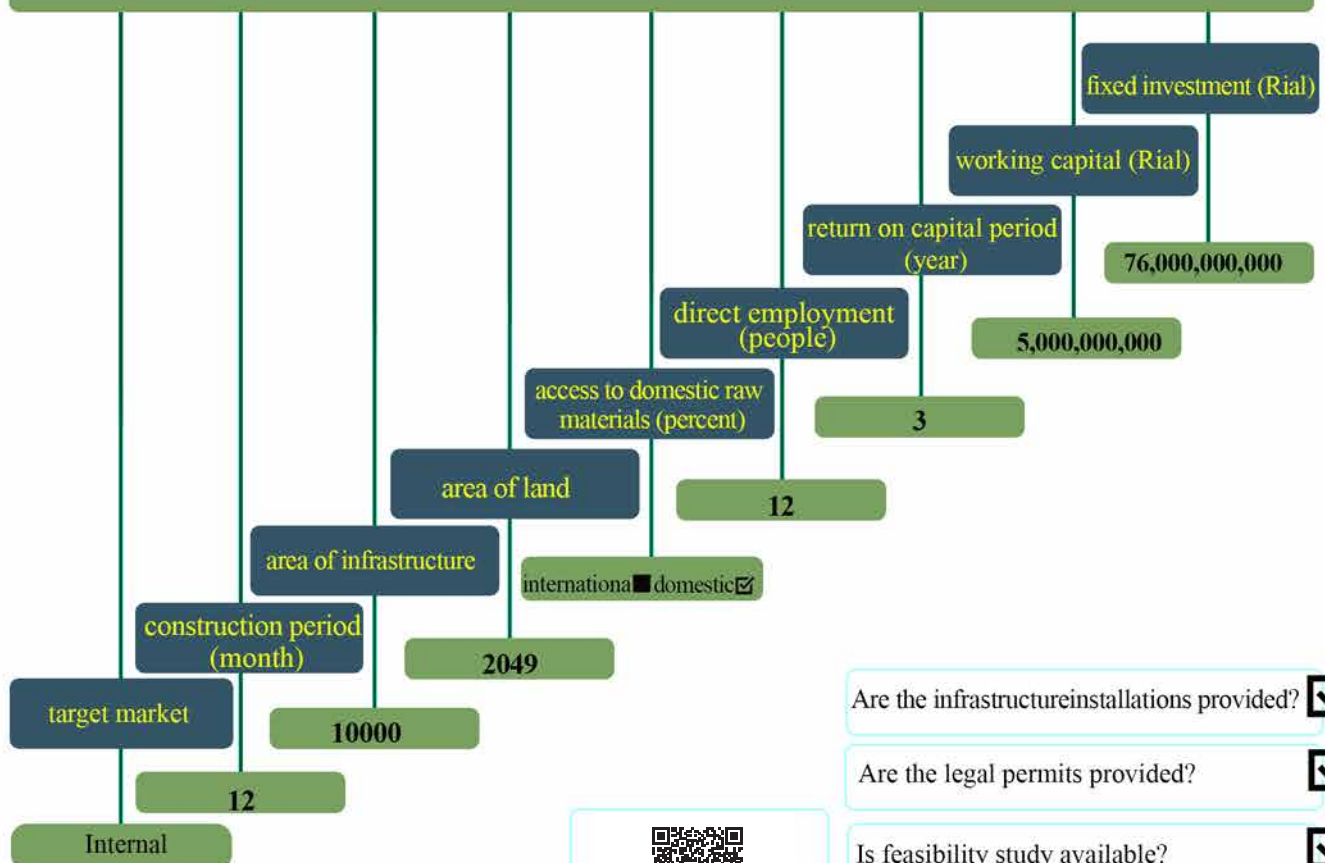 fixed investment (Rial)
working capital (Rial)
return on capital period
(year)
76,000,000,000
direct employment
(people)
5,000,000,000
access to domestic raw
materials (percent)
3
area of land
12
area of infrastructure
internationa■ domestic☑
construction period
(month)
2049
target market
10000
Are the infrastructureinstallations provided? ☑
12
Are the legal permits provided? ☑
Internal
Is feasibility study available? ☑